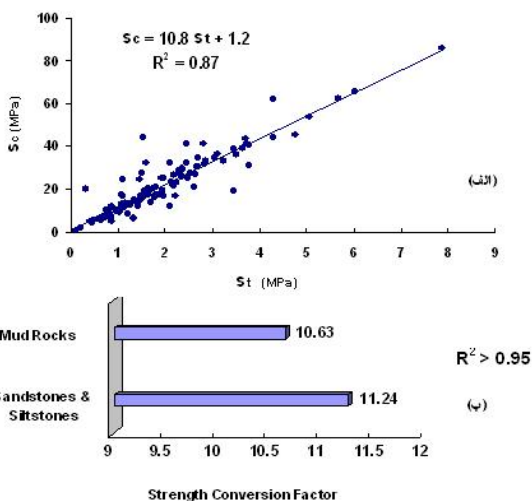 Sc = 10.8 St + 1.2
R² = 0.87
100
80
60
40
20
0
Sc (MPa)
0 1 2 3 4 5 6 7 8 9
St (MPa)
(الف)
Mud Rocks
10.63
R² > 0.95
Sandstones &
Siltstones
11.24
(ب)
9 9.5 10 10.5 11 11.5 12
Strength Conversion Factor